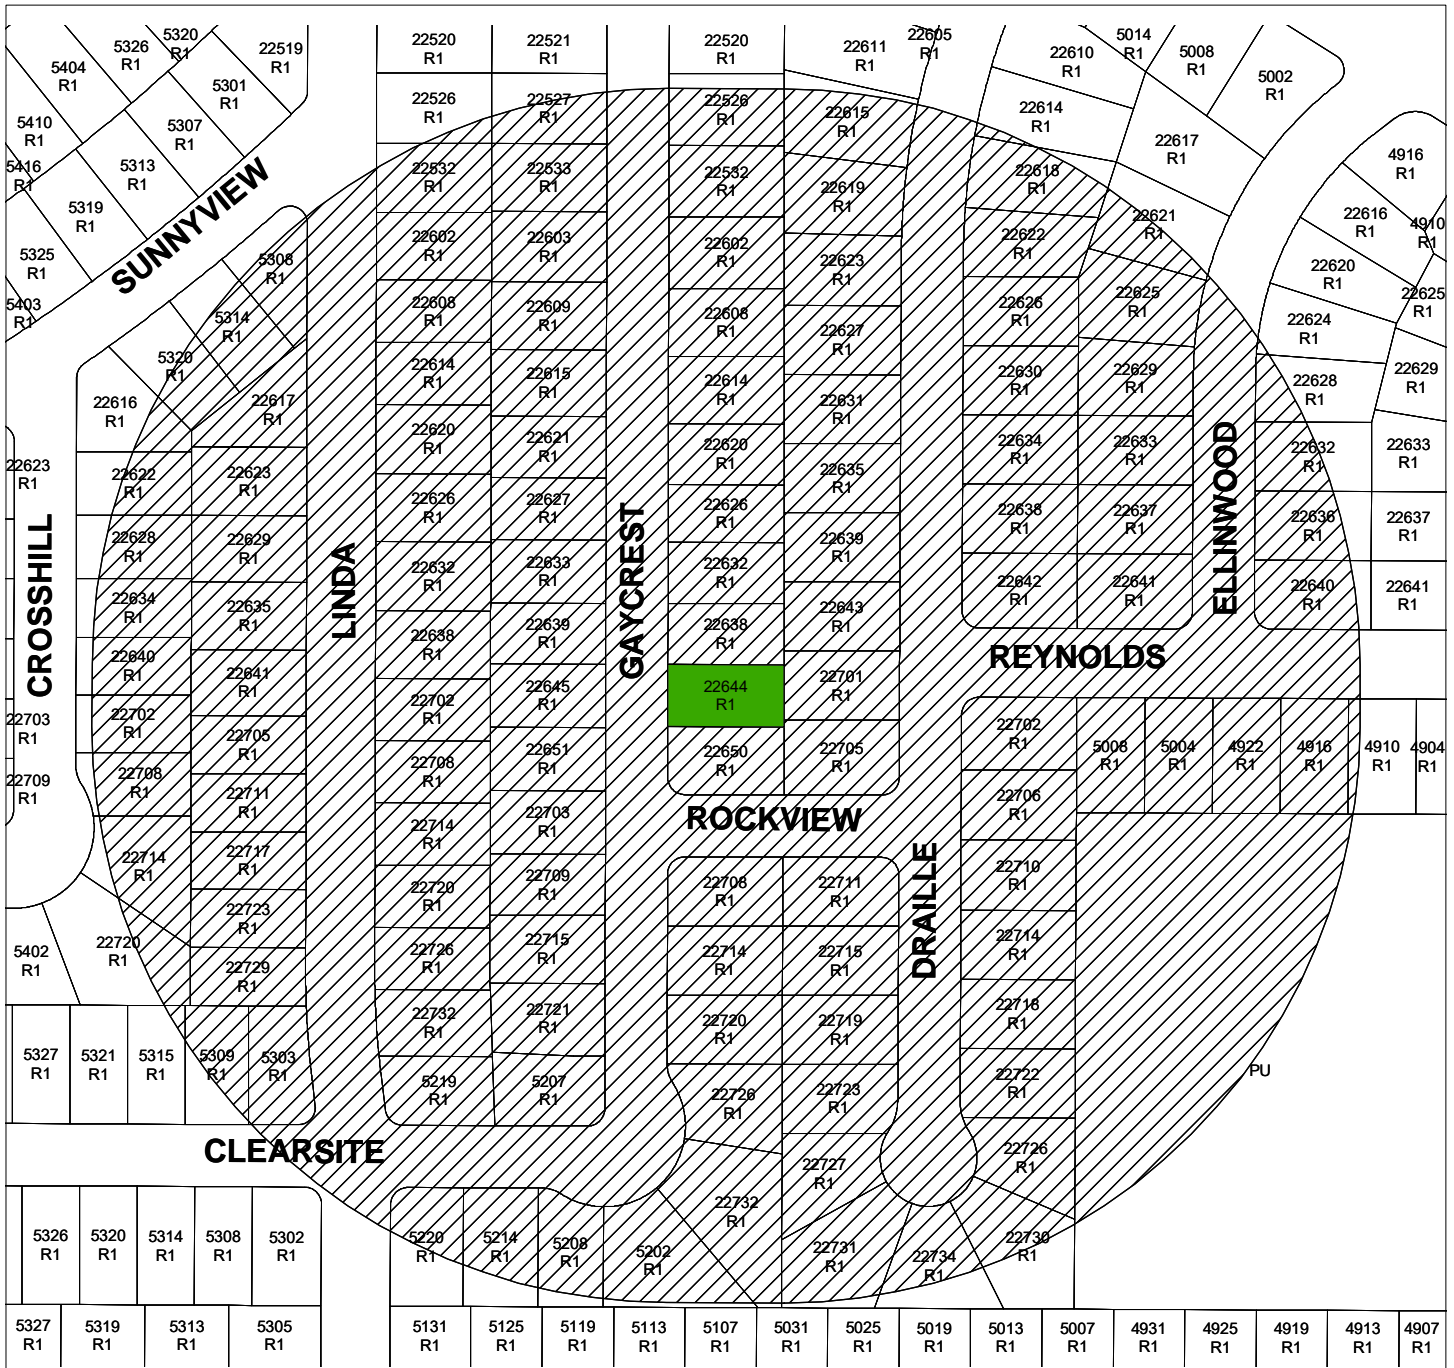 5320
R1
22520
R1
22521
R1
22520
R1
22605
22611
R1
5014
R1
5326
R1
22519
R1
22610
R1
5008
R1
5404
R1
5002
R1
5301
R1
22526
R1
22527
R1
22526
R1
22615
R1
22614
R1
5410
R1
5307
R1
22617
R1
5416
R1
5313
R1
22532
R1
22533
R1
22532
R1
22619
R1
22618
R1
4916
R1
SUNNYVIEW
5319
R1
22602
R1
22603
R1
22602
R1
22622
R1
22621
R1
22616
R1
4910
R1
5325
R1
5308
R1
22623
R1
22620
R1
5403
R1
5314
R1
22608
R1
22609
R1
22608
R1
22627
R1
22626
R1
22625
R1
22624
R1
22625
R1
5320
R1
22614
R1
22615
R1
22614
R1
22631
R1
22630
R1
22629
R1
22628
R1
22629
R1
22616
R1
22617
R1
22620
R1
22621
R1
22620
R1
22635
R1
22634
R1
22633
R1
22632
R1
22633
R1
22623
R1
22622
R1
22623
R1
22626
R1
22627
R1
22626
R1
22638
R1
22637
R1
ELLINWOOD
22636
R1
22637
R1
CROSSHILL
22628
R1
22629
R1
LINDA
22632
R1
22633
R1
GAYCREST
22632
R1
22639
R1
22642
R1
22641
R1
22640
R1
22641
R1
22634
R1
22635
R1
22638
R1
22639
R1
22638
R1
22643
R1
REYNOLDS
22640
R1
22641
R1
22702
R1
22645
R1
22644
R1
22701
R1
22703
R1
22702
R1
22705
R1
22651
R1
22650
R1
22705
R1
22702
R1
5008
R1
5004
R1
4922
R1
4916
R1
4910
R1
4904
R1
22709
R1
22708
R1
22711
R1
22708
R1
22703
R1
22706
R1
ROCKVIEW
22714
R1
22717
R1
22714
R1
22709
R1
22708
R1
22711
R1
DRAILLE
22710
R1
22723
R1
22720
R1
5402
R1
22720
R1
22729
R1
22726
R1
22715
R1
22714
R1
22715
R1
22714
R1
22732
R1
22721
R1
22720
R1
22719
R1
22718
R1
5327
R1
5321
R1
5315
R1
5309
R1
5303
R1
5219
R1
5207
R1
22726
R1
22723
R1
22722
R1
PU
CLEARSITE
22727
R1
22726
R1
22732
R1
5326
R1
5320
R1
5314
R1
5308
R1
5302
R1
5220
R1
5214
R1
5208
R1
5202
R1
22731
R1
22734
R1
22730
R1
5327
R1
5319
R1
5313
R1
5305
R1
5131
R1
5125
R1
5119
R1
5113
R1
5107
R1
5031
R1
5025
R1
5019
R1
5013
R1
5007
R1
4931
R1
4925
R1
4919
R1
4913
R1
4907
R1